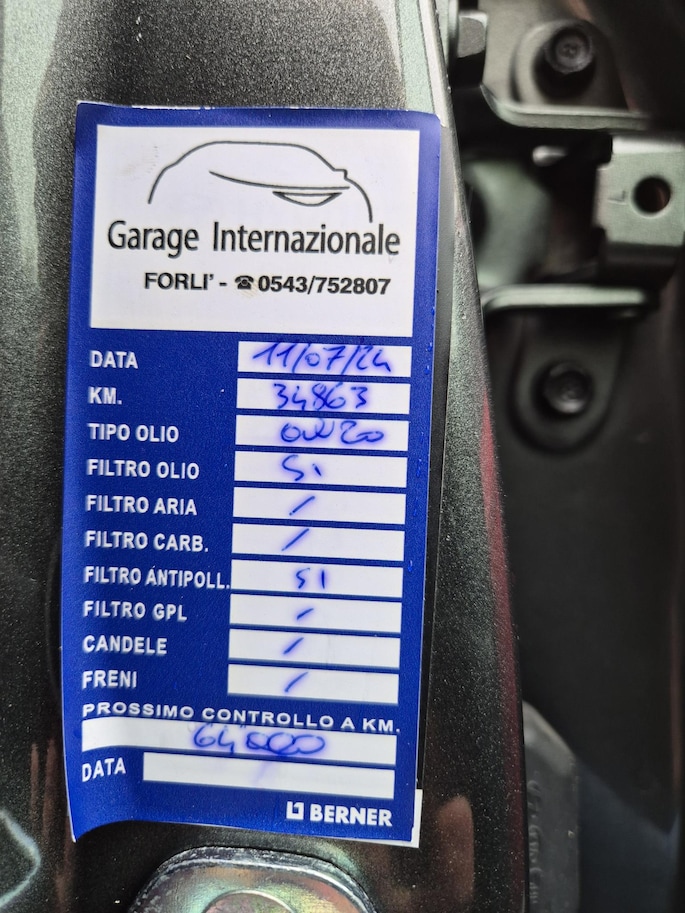 Garage Internazionale
FORLI' - ☎ 0543/752807
DATA 11/07/24
KM. 34863
TIPO OLIO 0W20
FILTRO OLIO Si
FILTRO ARIA /
FILTRO CARB. /
FILTRO ANTIPOLL. SI
FILTRO GPL /
CANDELE /
FRENI /
PROSSIMO CONTROLLO A KM.
64000
DATA
BERNER
L